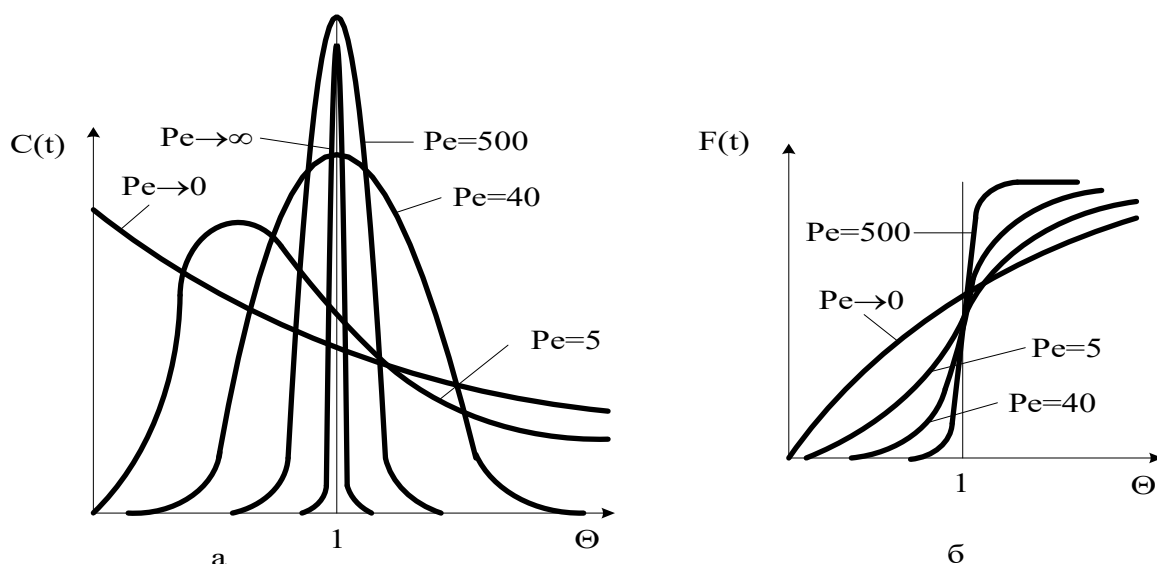 C(t)
Pe→∞
Pe=500
Pe→0
Pe=40
Pe=5
1
Θ
а
F(t)
Pe=500
Pe→0
Pe=5
Pe=40
1
Θ
б